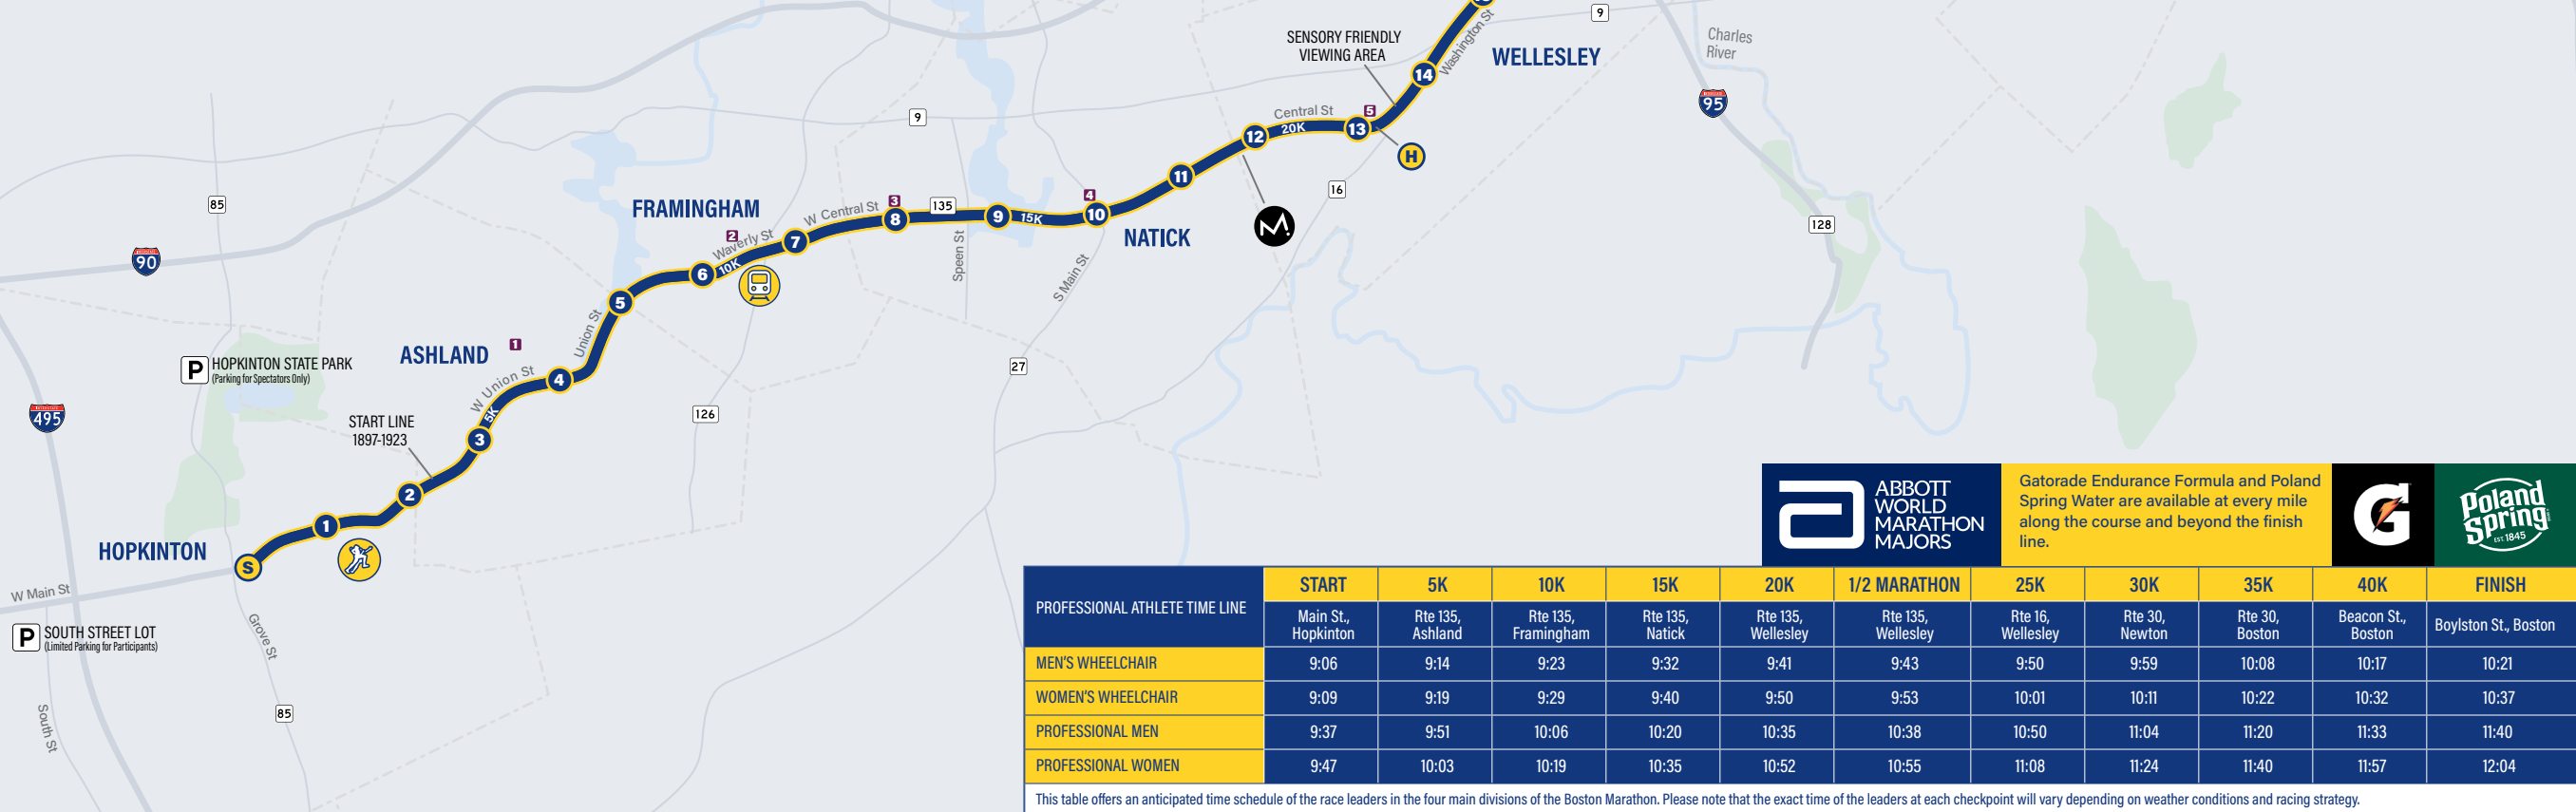 9
SENSORY FRIENDLY
VIEWING AREA
Washington St
WELLESLEY
Charles
River
14
95
9
Central St
5
12
20K
13
H
85
11
16
FRAMINGHAM
W Central St
3
135
4
2
Waverly St
7
8
9
15K
10
NATICK
128
90
6
10K
Speen St
S Main St
5
Union St
ASHLAND
1
P
HOPKINTON STATE PARK
(Parking for Spectators Only)
27
W Union St
4
495
START LINE
1897-1923
5K
126
3
2
1
HOPKINTON
S
W Main St
P
SOUTH STREET LOT
(Limited Parking for Participants)
Grove St
South St
85
ABBOTT
WORLD
MARATHON
MAJORS
Gatorade Endurance Formula and Poland
Spring Water are available at every mile
along the course and beyond the finish
line.
G
Poland
Spring
EST 1845
PROFESSIONAL ATHLETE TIME LINE
START 5K 10K 15K 20K 1/2 MARATHON 25K 30K 35K 40K FINISH
Main St., Rte 135, Rte 135, Rte 135, Rte 135, Rte 135, Rte 16, Rte 30, Rte 30, Beacon St., Boylston St., Boston
Hopkinton Ashland Framingham Natick Wellesley Wellesley Wellesley Newton Boston Boston
MEN'S WHEELCHAIR 9:06 9:14 9:23 9:32 9:41 9:43 9:50 9:59 10:08 10:17 10:21
WOMEN'S WHEELCHAIR 9:09 9:19 9:29 9:40 9:50 9:53 10:01 10:11 10:22 10:32 10:37
PROFESSIONAL MEN 9:37 9:51 10:06 10:20 10:35 10:38 10:50 11:04 11:20 11:33 11:40
PROFESSIONAL WOMEN 9:47 10:03 10:19 10:35 10:52 10:55 11:08 11:24 11:40 11:57 12:04
This table offers an anticipated time schedule of the race leaders in the four main divisions of the Boston Marathon. Please note that the exact time of the leaders at each checkpoint will vary depending on weather conditions and racing strategy.